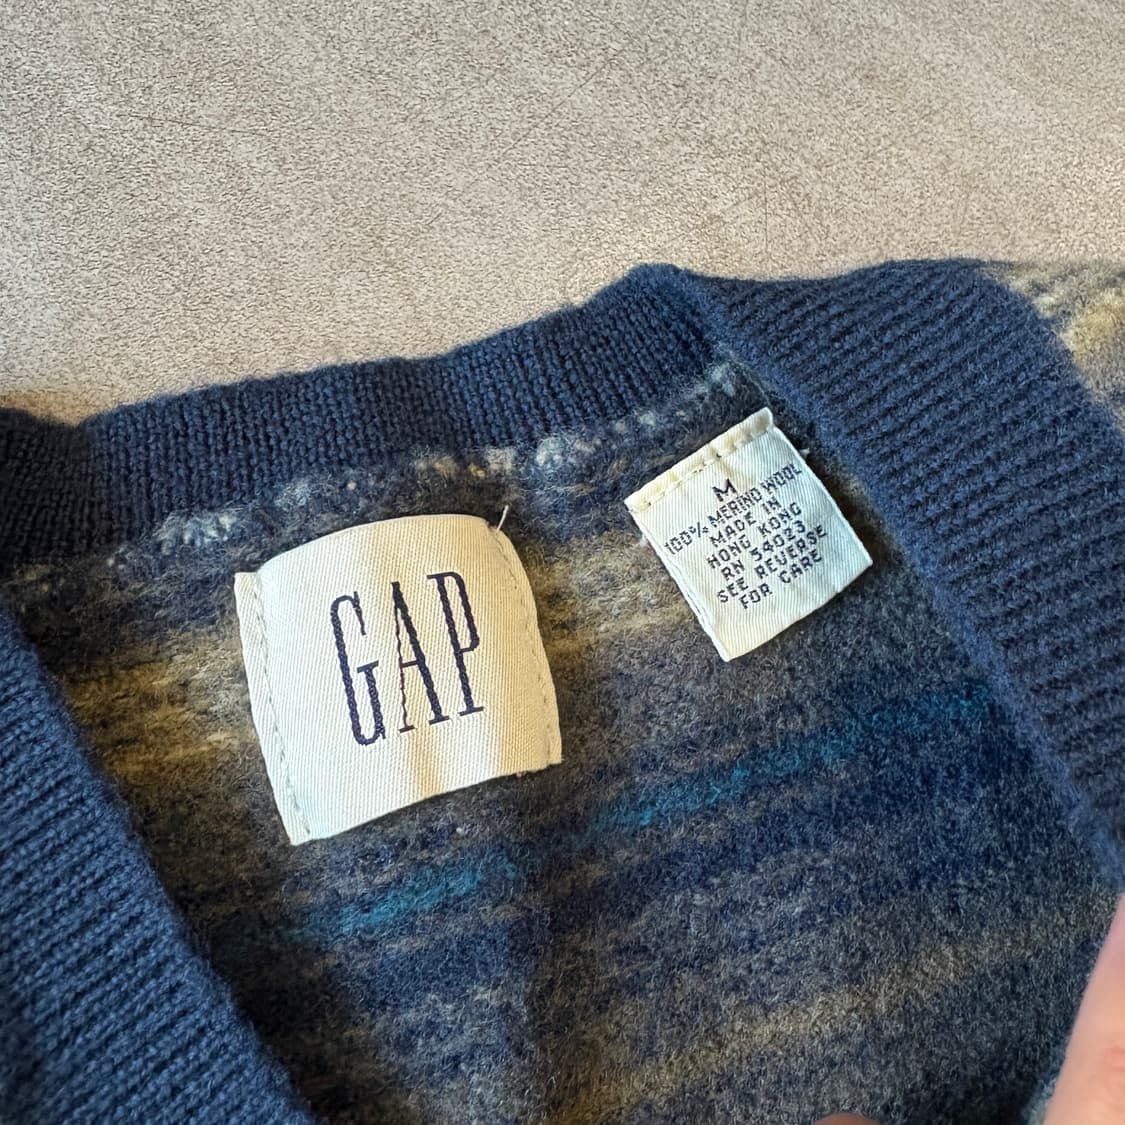 GAP
M
100% MERINO WOOL
MADE IN
HONG KONG
RN 54023
SEE REVERSE
FOR CARE